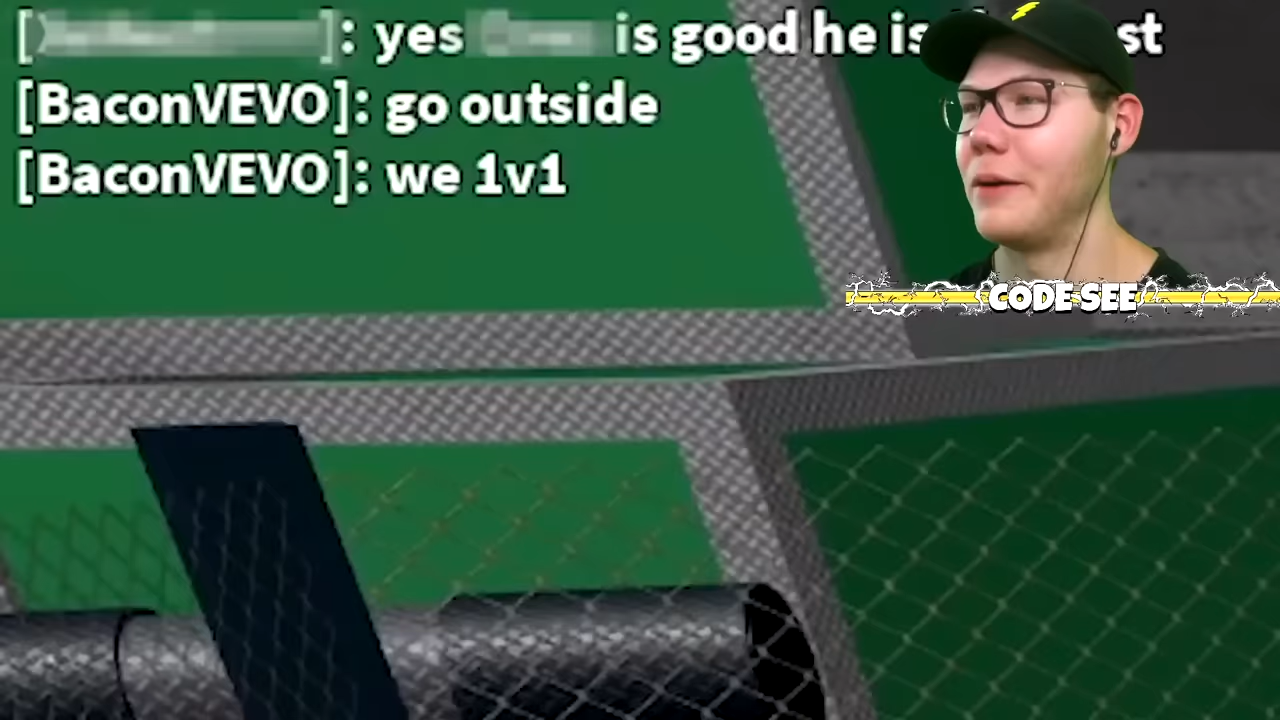 ]: yes is good he is
[BaconVEVO]: go outside
[BaconVEVO]: we 1v1
CODE SEE